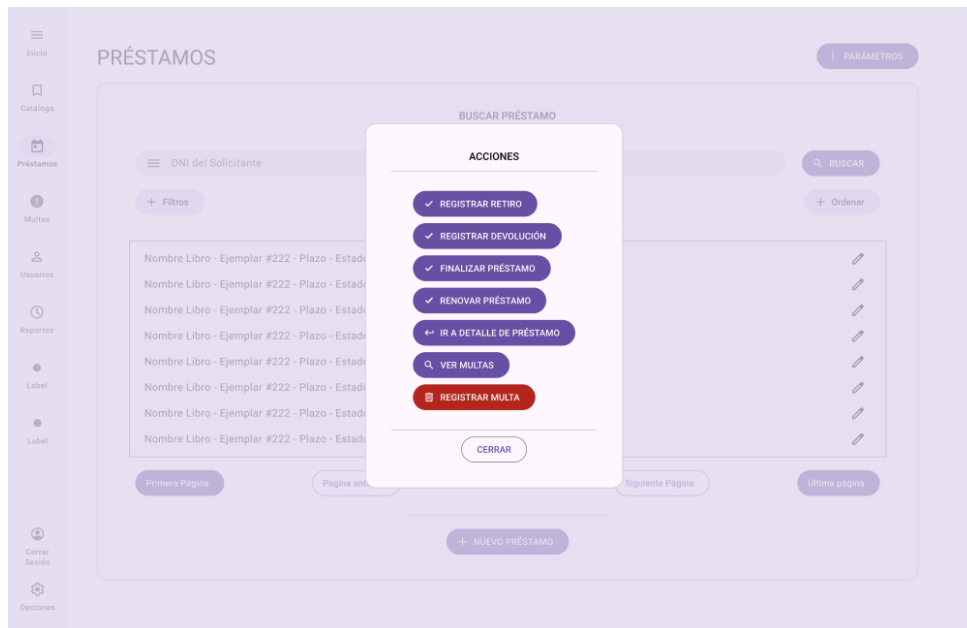 Inicio
Catálogo
Préstamos
Multas
Usuarios
Reportes
Label
Label
Cerrar
Sesión
Opciones
PRÉSTAMOS
PARÁMETROS
BUSCAR PRÉSTAMO
DNI del Solicitante
BUSCAR
+ Filtros
+ Ordenar
Nombre Libro - Ejemplar #222 - Plazo - Estado
Nombre Libro - Ejemplar #222 - Plazo - Estado
Nombre Libro - Ejemplar #222 - Plazo - Estado
Nombre Libro - Ejemplar #222 - Plazo - Estado
Nombre Libro - Ejemplar #222 - Plazo - Estado
Nombre Libro - Ejemplar #222 - Plazo - Estado
Nombre Libro - Ejemplar #222 - Plazo - Estado
Nombre Libro - Ejemplar #222 - Plazo - Estado
Primera Página
Pagina
Siguiente Página
Última página
+ NUEVO PRÉSTAMO
ACCIONES
REGISTRAR RETIRO
REGISTRAR DEVOLUCIÓN
FINALIZAR PRÉSTAMO
RENOVAR PRÉSTAMO
IR A DETALLE DE PRÉSTAMO
VER MULTAS
REGISTRAR MULTA
CERRAR